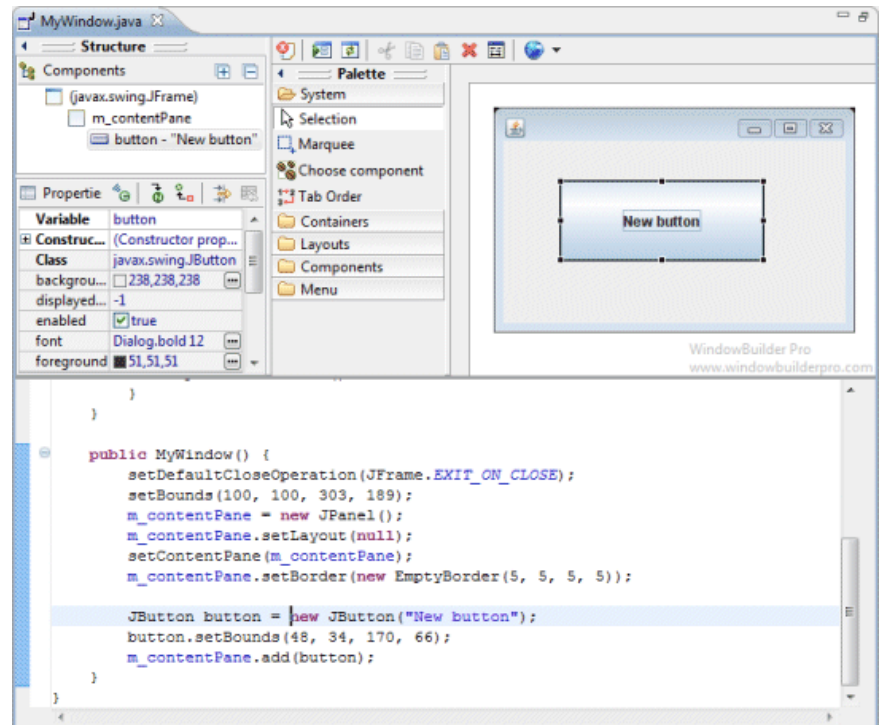 MyWindow.java
Structure
Components
(javax.swing.JFrame)
m_contentPane
button - "New button"
Propertie
Variable button
Construc... (Constructor prop...
Class javax.swing.JButton
backgrou... 238,238,238
displayed... -1
enabled true
font Dialog.bold 12
foreground 51,51,51
Palette
System
Selection
Marquee
Choose component
Tab Order
Containers
Layouts
Components
Menu
New button
WindowBuilder Pro
www.windowbuilderpro.com
}
}
public MyWindow() {
setDefaultCloseOperation(JFrame.EXIT_ON_CLOSE);
setBounds(100, 100, 303, 189);
m_contentPane = new JPanel();
m_contentPane.setLayout(null);
setContentPane(m_contentPane);
m_contentPane.setBorder(new EmptyBorder(5, 5, 5, 5));
JButton button = new JButton("New button");
button.setBounds(48, 34, 170, 66);
m_contentPane.add(button);
}
}